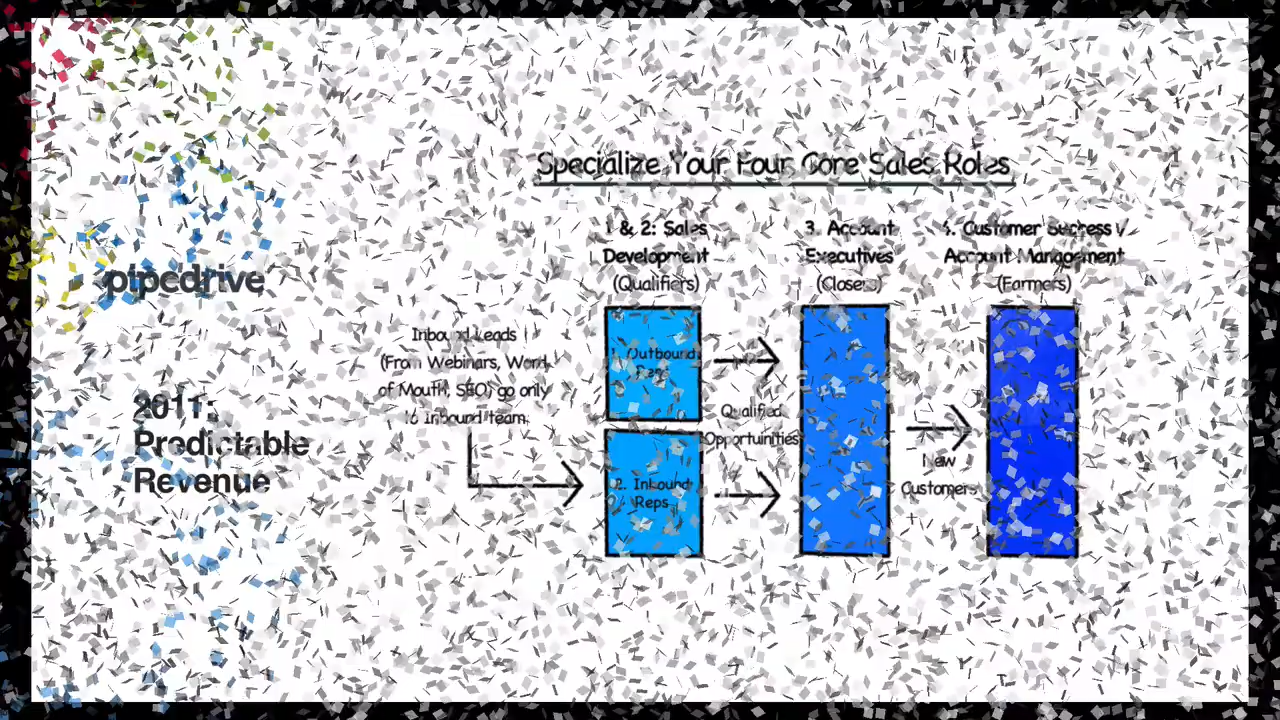 pipedrive
2011:
Predictable
Revenue
Specialize Your Four Core Sales Roles
1 & 2: Sales
Development
(Qualifiers)
3. Account
Executives
(Closers)
4. Customer Success /
Account Management
(Farmers)
Inbound Leads
(From Webinars, Word
of Mouth, SEO) go only
to Inbound team.
1. Outbound
Reps
2. Inbound
Reps
Qualified
Opportunities
New
Customers